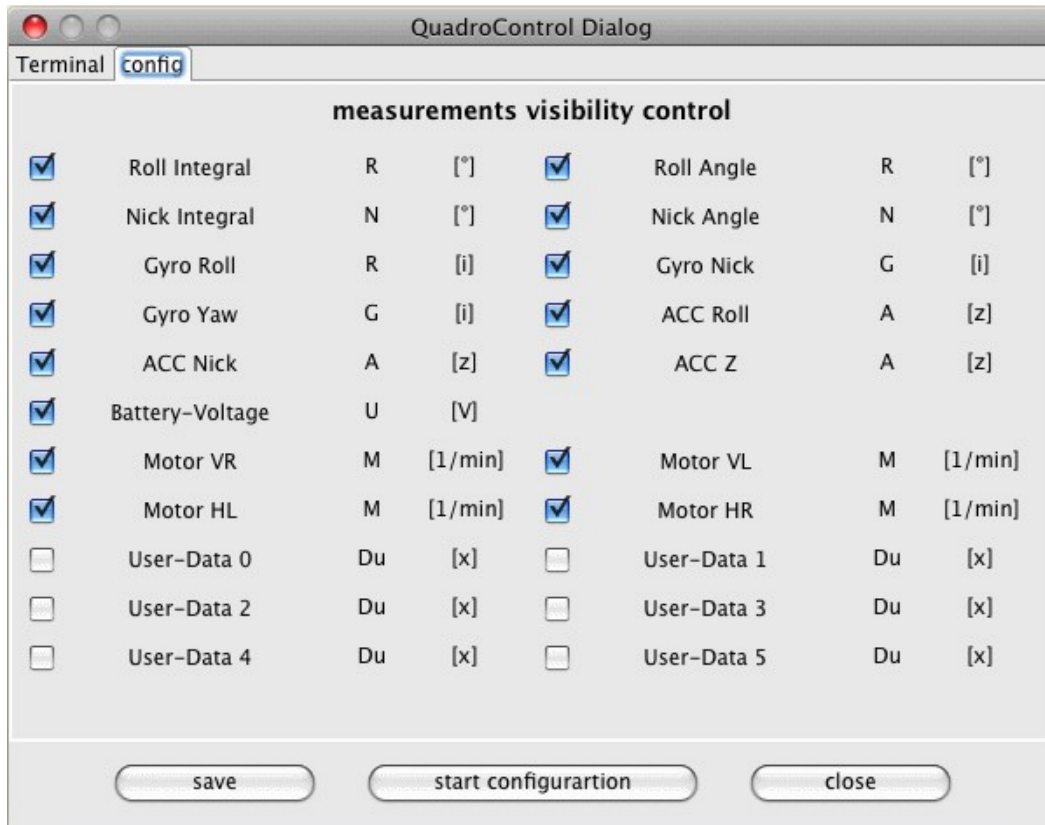 QuadroControl Dialog
Terminal config
measurements visibility control
Roll Integral R [°] Roll Angle R [°]
Nick Integral N [°] Nick Angle N [°]
Gyro Roll R [i] Gyro Nick G [i]
Gyro Yaw G [i] ACC Roll A [z]
ACC Nick A [z] ACC Z A [z]
Battery-Voltage U [V]
Motor VR M [1/min] Motor VL M [1/min]
Motor HL M [1/min] Motor HR M [1/min]
User-Data 0 Du [x] User-Data 1 Du [x]
User-Data 2 Du [x] User-Data 3 Du [x]
User-Data 4 Du [x] User-Data 5 Du [x]
save start configurartion close